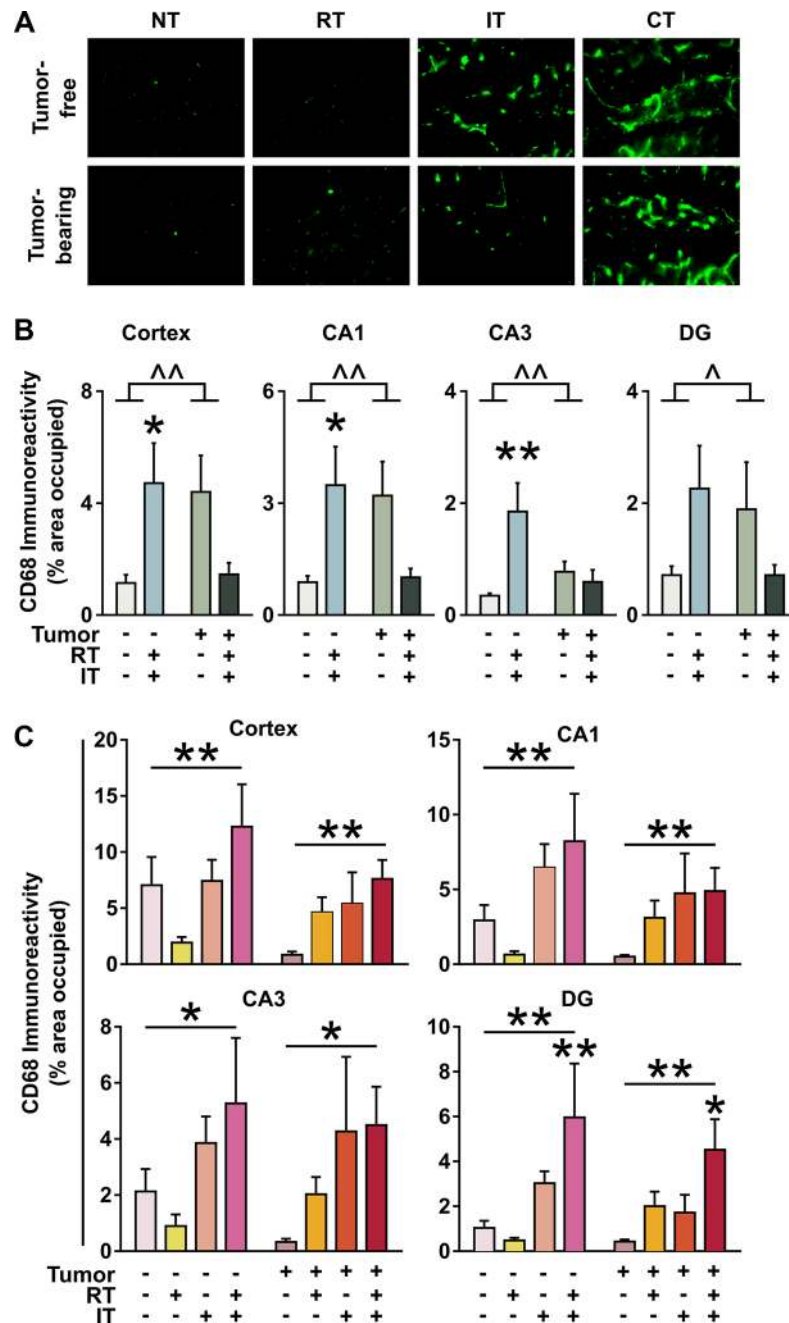 A
NT RT IT CT
Tumor-
free
Tumor-
bearing
B
Cortex CA1 CA3 DG
CD68 Immunoreactivity
(% area occupied)
^^ ^^ ^^ ^
* * **
8 6 4 4
4 3 2 2
0 0 0 0
Tumor - - + + - - + + - - + + - - + +
RT - + - + - + - + - + - + - + - +
IT - + - + - + - + - + - + - + - +
C
Cortex CA1
CD68 Immunoreactivity
(% area occupied)
20 15
** ** ** **
15 10
10 5
5 0
0
CA3 DG
8 10
* * ** ** ** *
6 8
4 6
2 4
0 2
0
Tumor - - - - + + + + - - - - + + + +
RT - + - + - + - + - + - + - + - +
IT - - + + - - + + - - + + - - + +